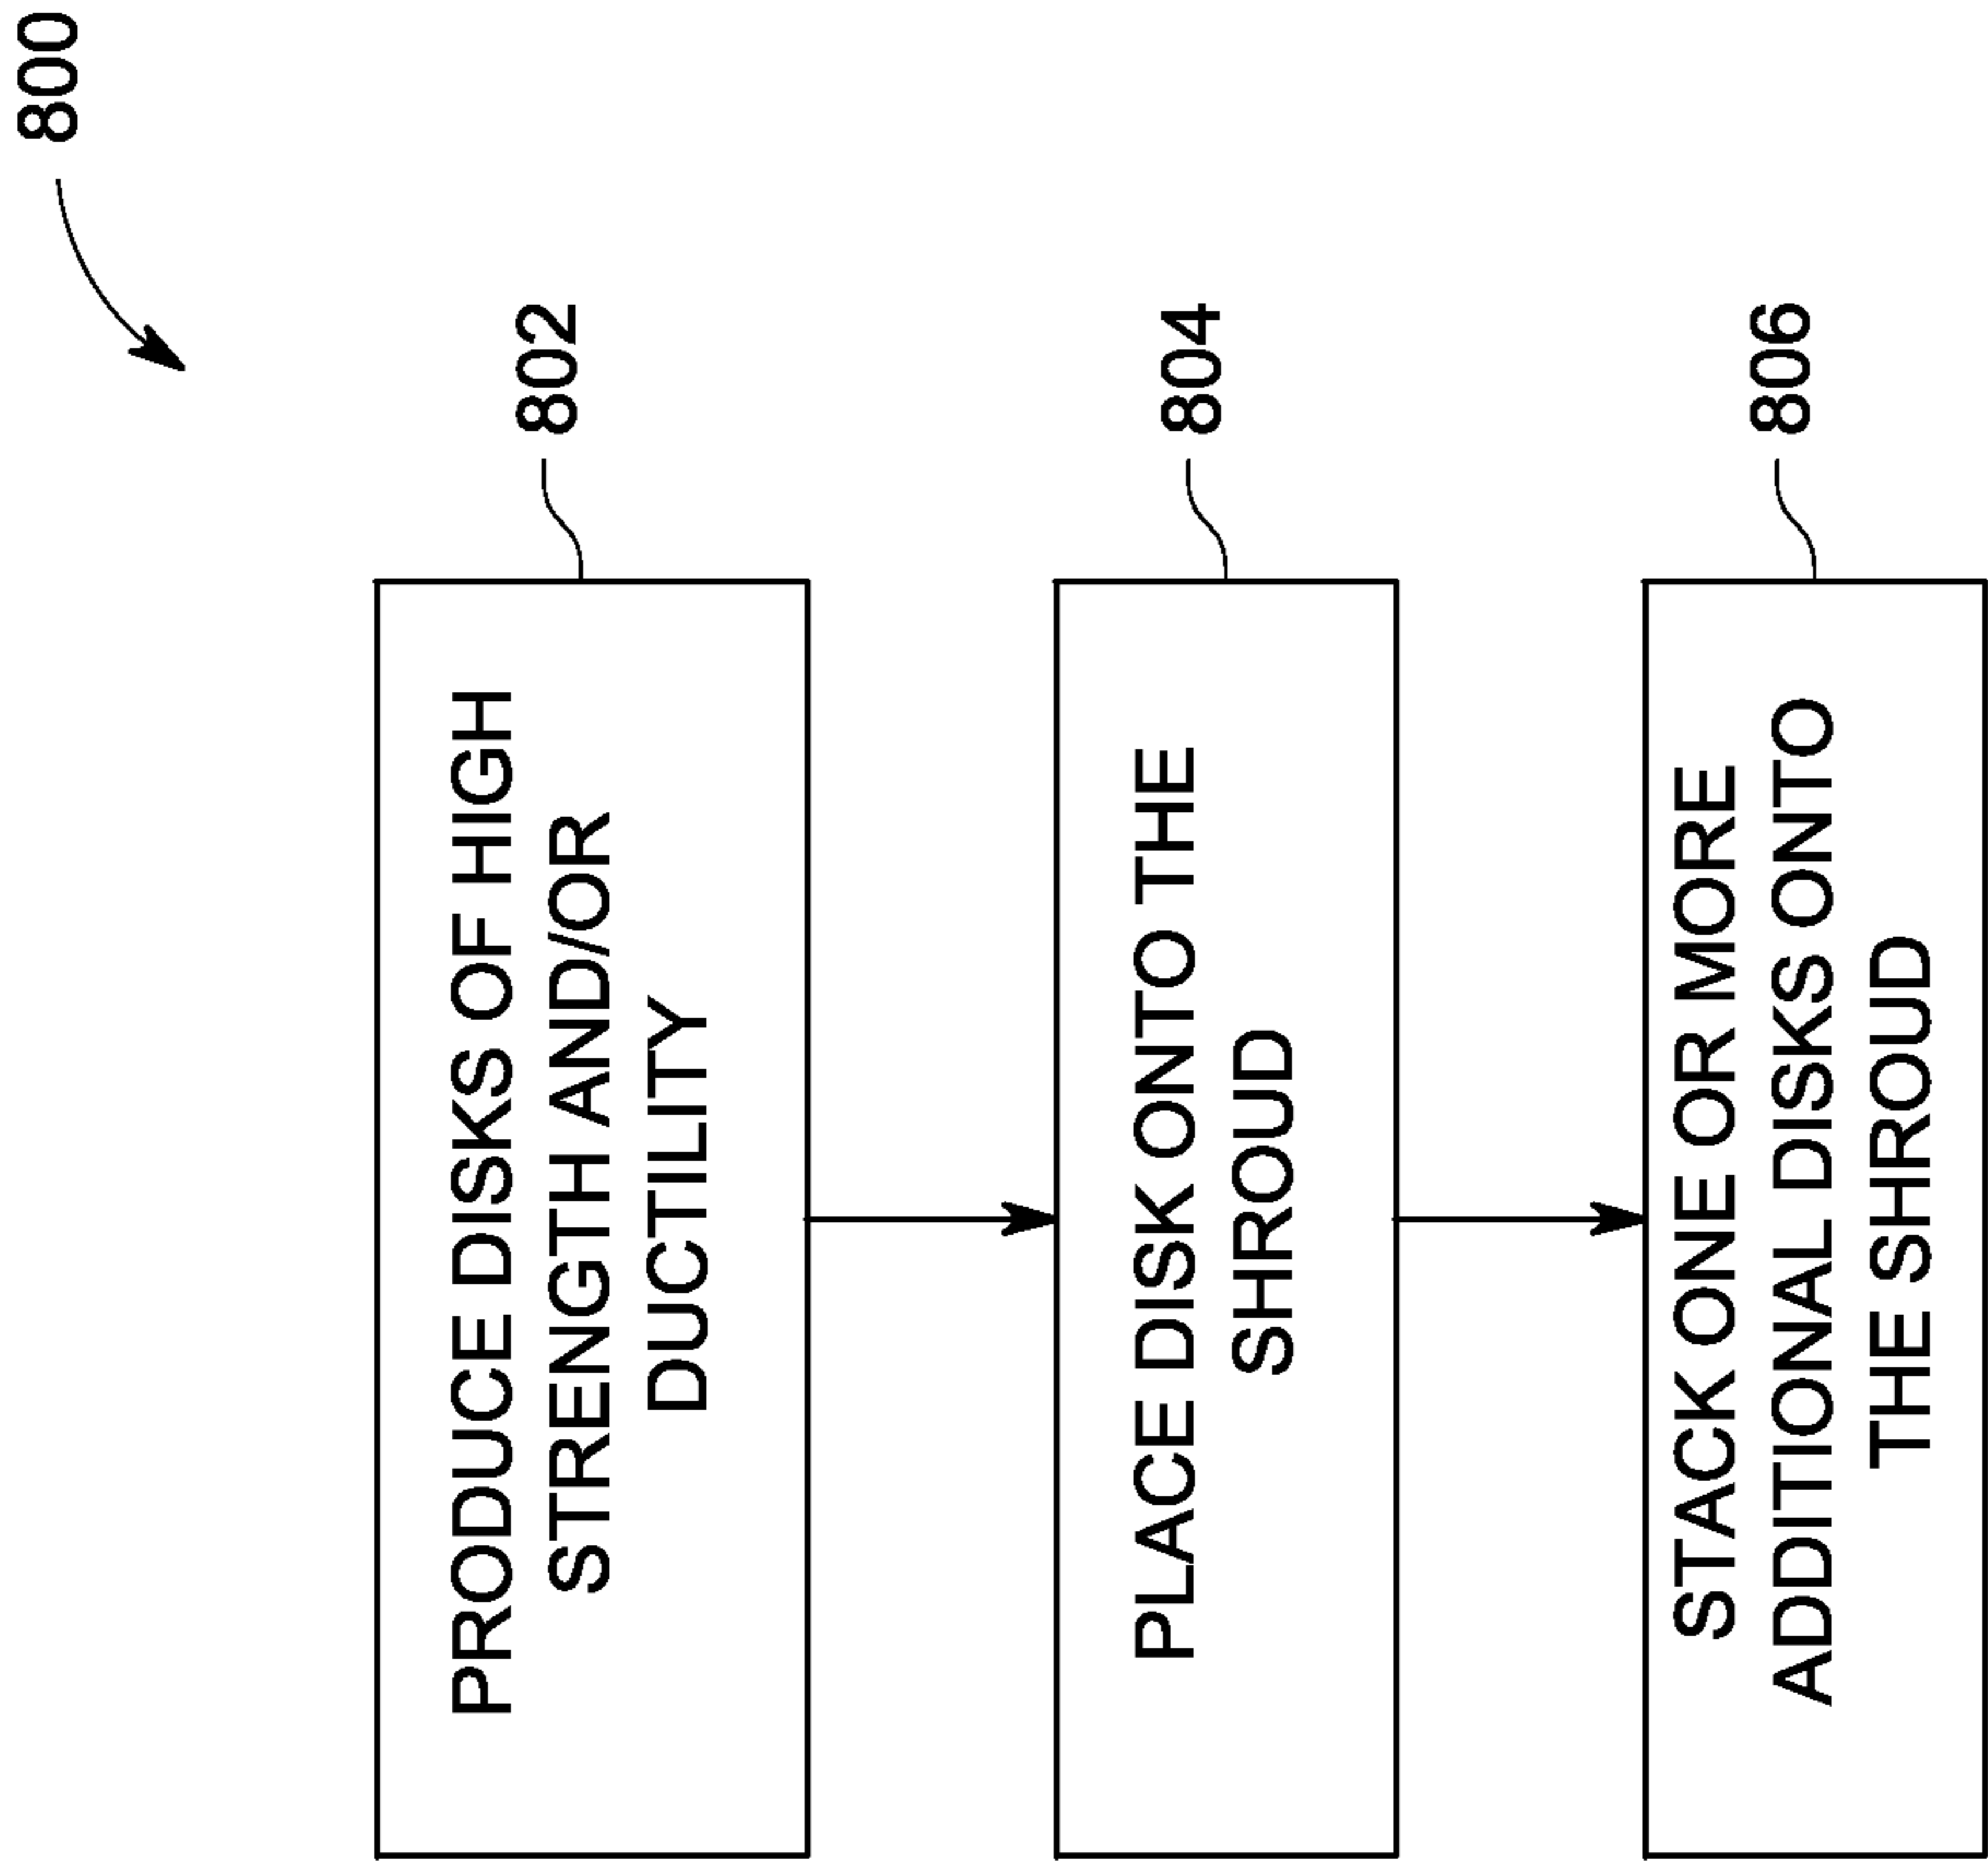 800
PRODUCE DISKS OF HIGH
STRENGTH AND/OR
DUCTILITY
802
PLACE DISK ONTO THE
SHROUD
804
STACK ONE OR MORE
ADDITIONAL DISKS ONTO
THE SHROUD
806